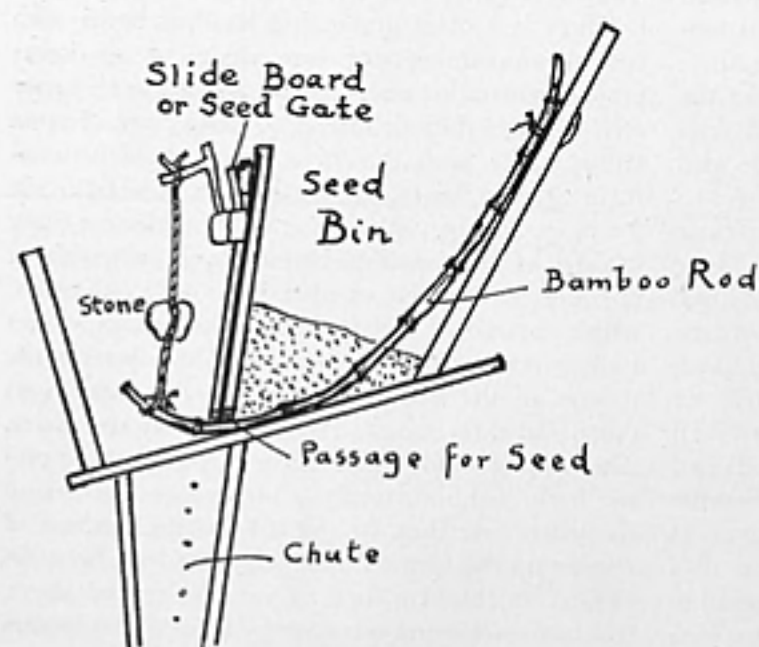 Slide Board
or Seed Gate
Seed
Bin
Stone
Bamboo Rod
Passage for Seed
Chute